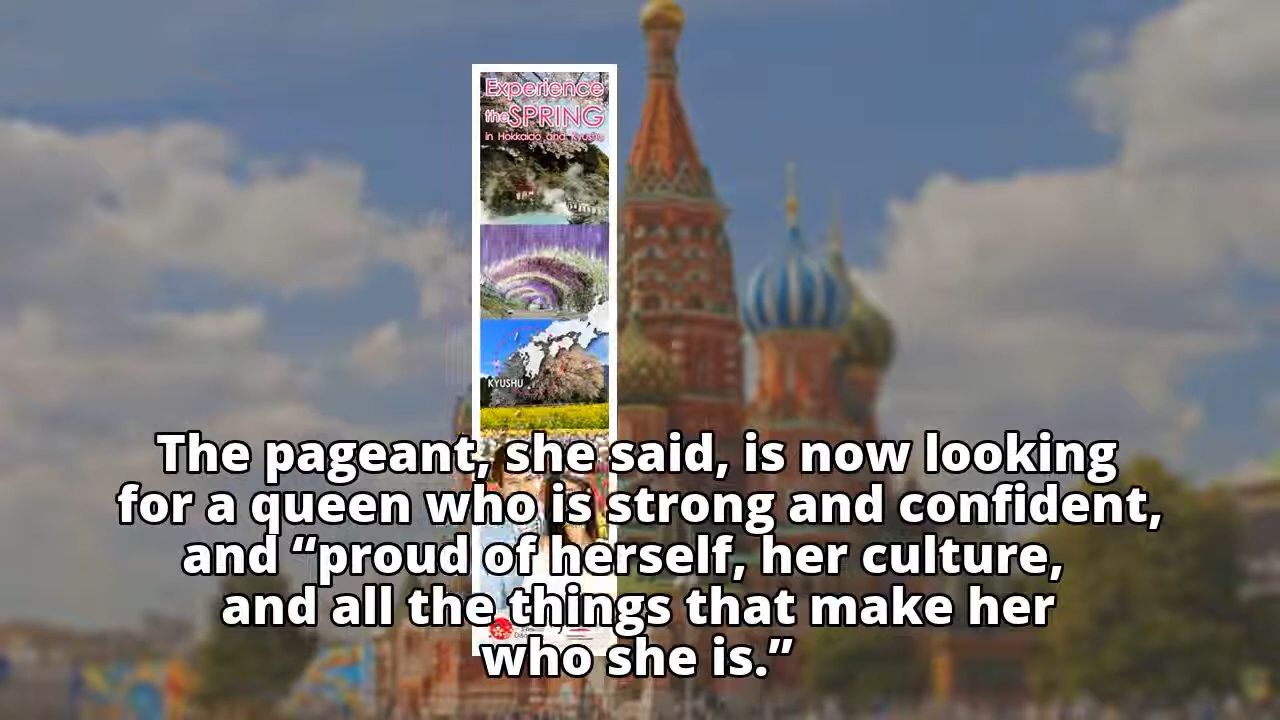 Experience
the SPRING
in Hokkaido and Kyushu
KYUSHU
The pageant, she said, is now looking
for a queen who is strong and confident,
and “proud of herself, her culture,
and all the things that make her
who she is.”